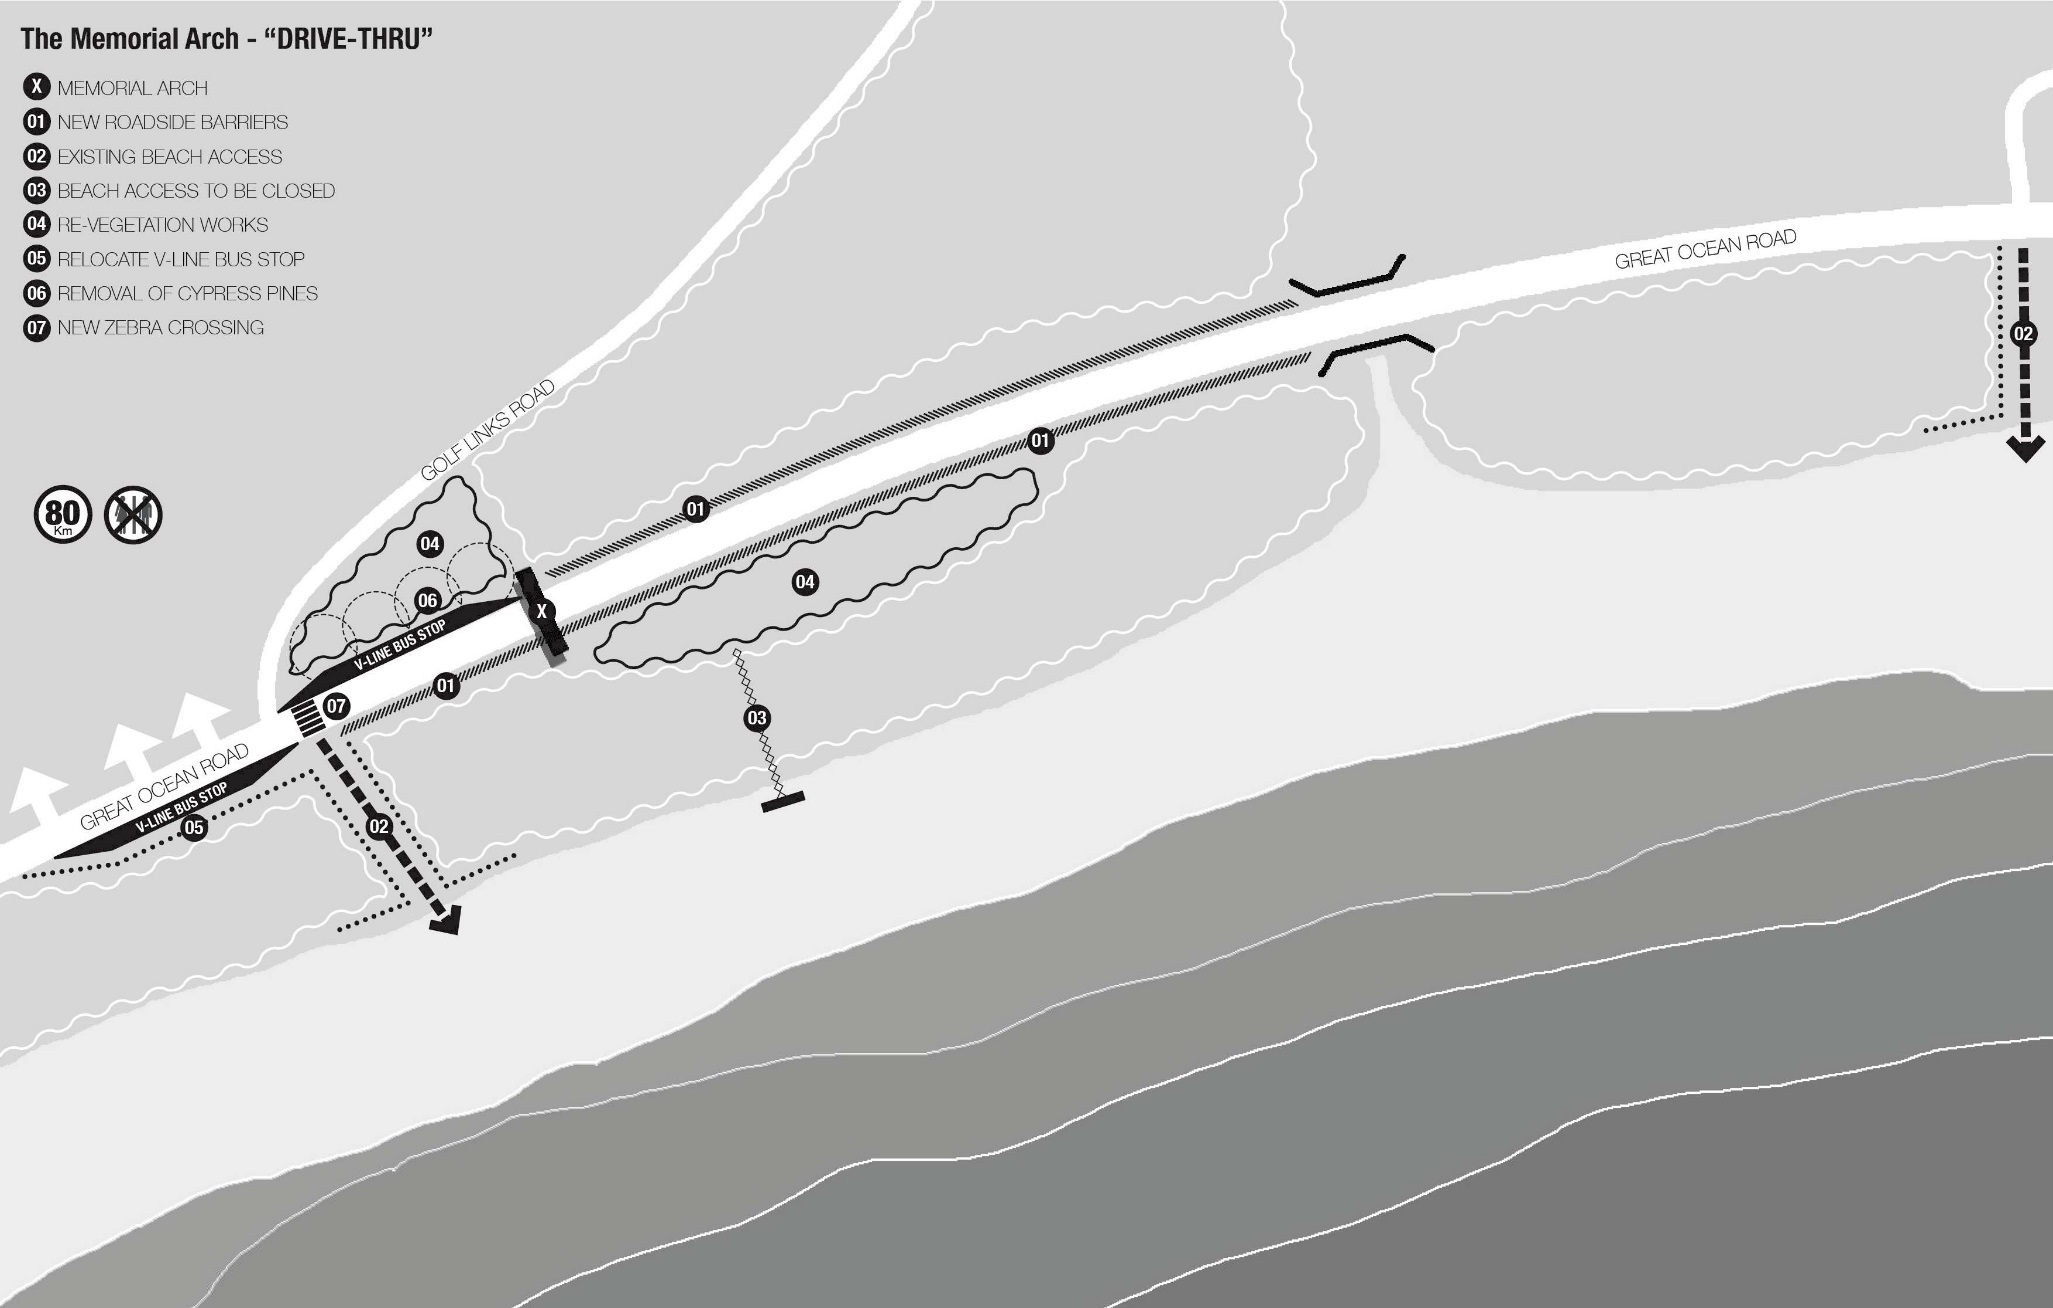 The Memorial Arch - “DRIVE-THRU”
X MEMORIAL ARCH
01 NEW ROADSIDE BARRIERS
02 EXISTING BEACH ACCESS
03 BEACH ACCESS TO BE CLOSED
04 RE-VEGETATION WORKS
05 RELOCATE V-LINE BUS STOP
06 REMOVAL OF CYPRESS PINES
07 NEW ZEBRA CROSSING
GREAT OCEAN ROAD
02
GOLF LINKS ROAD
01
01
80
Km
04
04
06
X
V-LINE BUS STOP
01
07
03
GREAT OCEAN ROAD
V-LINE BUS STOP
05
02